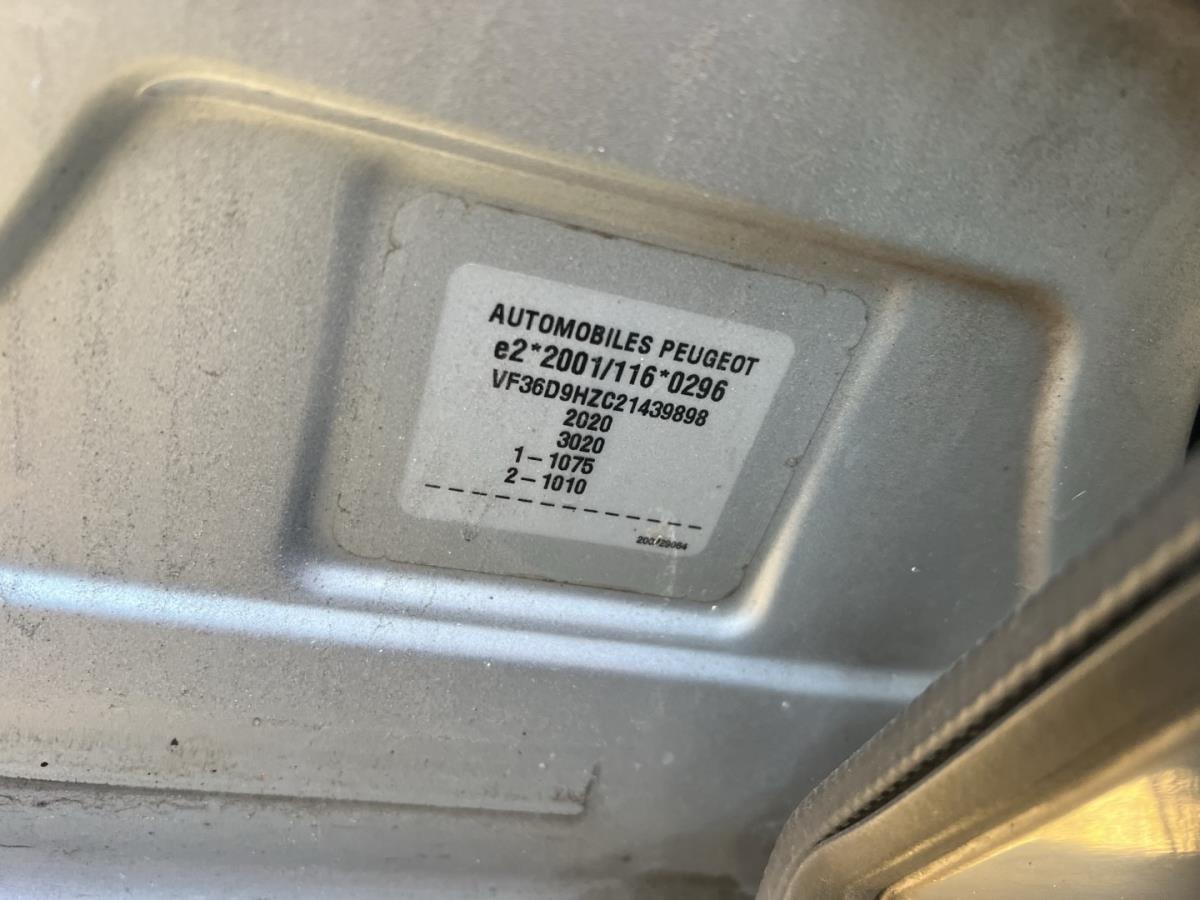 AUTOMOBILES PEUGEOT
e2*2001/116*0296
VF36D9HZC21439898
2020
3020
1-1075
2-1010